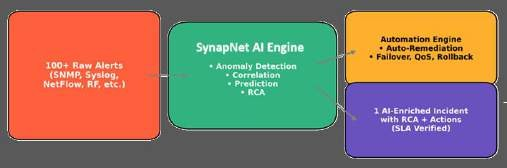 100+ Raw Alerts
(SNMP, Syslog,
NetFlow, RF, etc.)
SynapNet AI Engine
• Anomaly Detection
• Correlation
• Prediction
• RCA
Automation Engine
• Auto-Remediation
• Failover, QoS, Rollback
1 AI-Enriched Incident
with RCA + Actions
(SLA Verified)